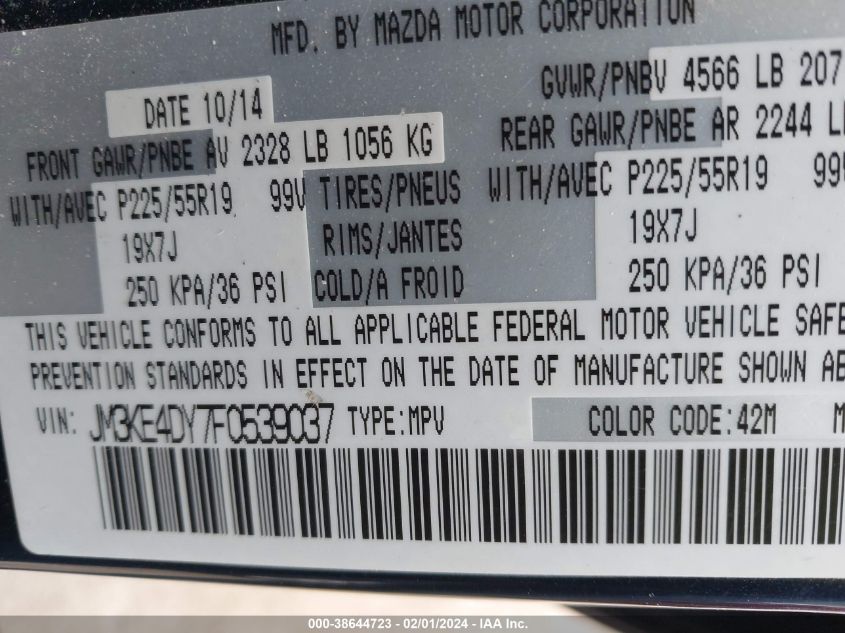 MFD. BY MAZDA MOTOR CORPORATION
DATE 10/14
GVWR/PNBV 4566 LB 207
FRONT GAWR/PNBE AV 2328 LB 1056 KG
REAR GAWR/PNBE AR 2244 L
WITH/AVEC P225/55R19 99V TIRES/PNEUS WITH/AVEC P225/55R19 99
19X7J RIMS/JANTES 19X7J
250 KPA/36 PSI COLD/A FROID 250 KPA/36 PSI
THIS VEHICLE CONFORMS TO ALL APPLICABLE FEDERAL MOTOR VEHICLE SAFE
PREVENTION STANDARDS IN EFFECT ON THE DATE OF MANUFACTURE SHOWN AB
VIN: JM3KE4DY7F0539037 TYPE:MPV COLOR CODE:42M M
000-38644723 - 02/01/2024 - IAA Inc.